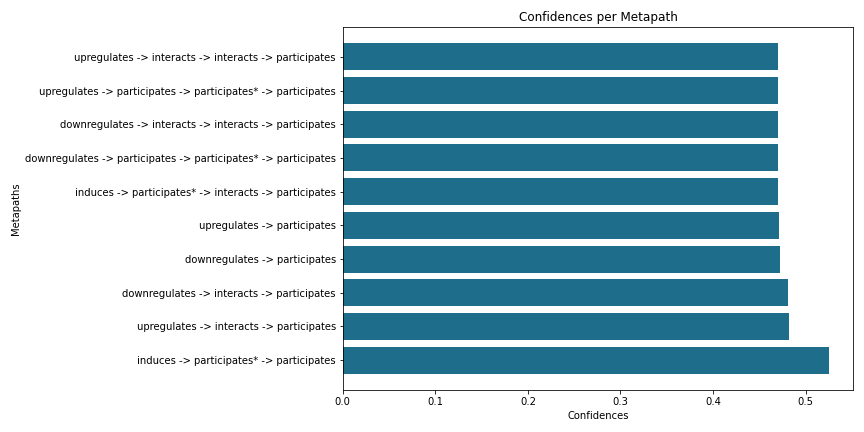 Confidences per Metapath
Metapaths
upregulates -> interacts -> interacts -> participates
upregulates -> participates -> participates* -> participates
downregulates -> interacts -> interacts -> participates
downregulates -> participates -> participates* -> participates
induces -> participates* -> interacts -> participates
upregulates -> participates
downregulates -> participates
downregulates -> interacts -> participates
upregulates -> interacts -> participates
induces -> participates* -> participates
0.0 0.1 0.2 0.3 0.4 0.5
Confidences